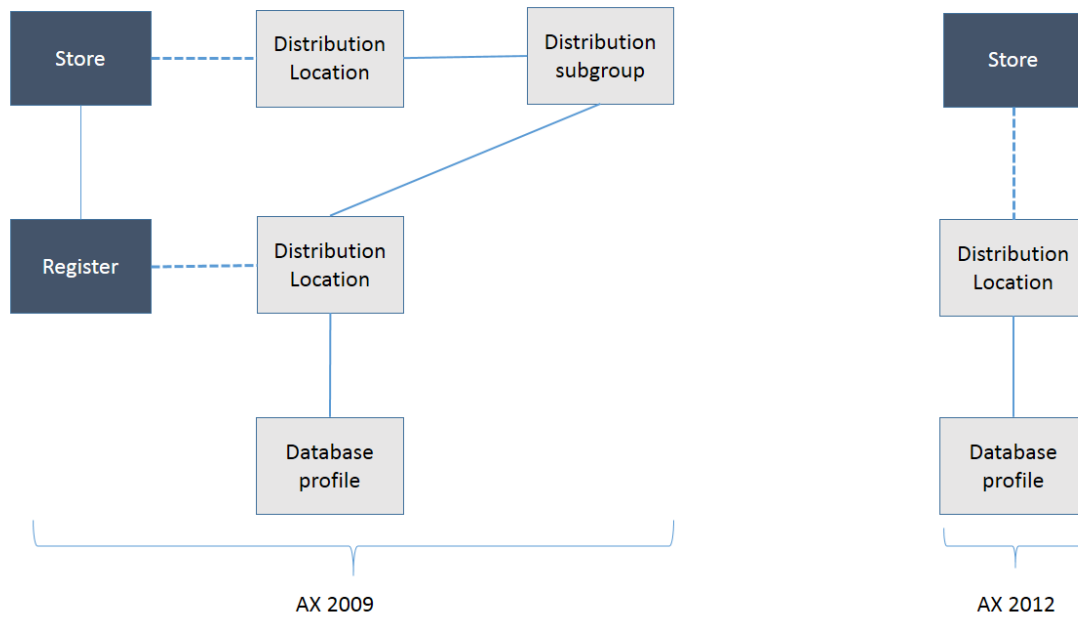 Store
Distribution
Location
Distribution
subgroup
Store
Register
Distribution
Location
Distribution
Location
Database
profile
Database
profile
AX 2009
AX 2012